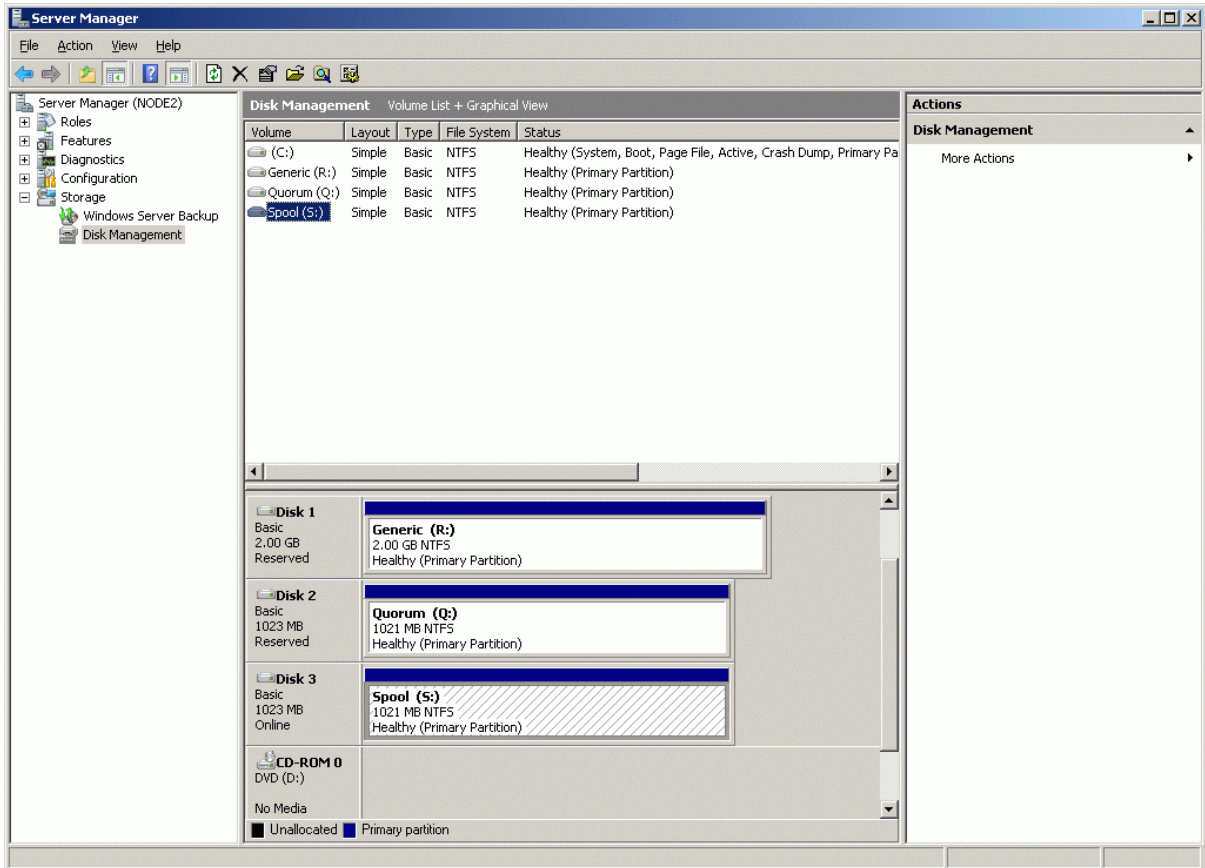 Server Manager
File Action View Help
Server Manager (NODE2)
Roles
Features
Diagnostics
Configuration
Storage
Windows Server Backup
Disk Management
Disk Management Volume List + Graphical View
Volume Layout Type File System Status
(C:) Simple Basic NTFS Healthy (System, Boot, Page File, Active, Crash Dump, Primary Pa
Generic (R:) Simple Basic NTFS Healthy (Primary Partition)
Quorum (Q:) Simple Basic NTFS Healthy (Primary Partition)
Spool (S:) Simple Basic NTFS Healthy (Primary Partition)
Disk 1
Basic
2.00 GB
Reserved
Generic (R:)
2.00 GB NTFS
Healthy (Primary Partition)
Disk 2
Basic
1023 MB
Reserved
Quorum (Q:)
1021 MB NTFS
Healthy (Primary Partition)
Disk 3
Basic
1023 MB
Online
Spool (S:)
1021 MB NTFS
Healthy (Primary Partition)
CD-ROM 0
DVD (D:)
No Media
Unallocated Primary partition
Actions
Disk Management
More Actions